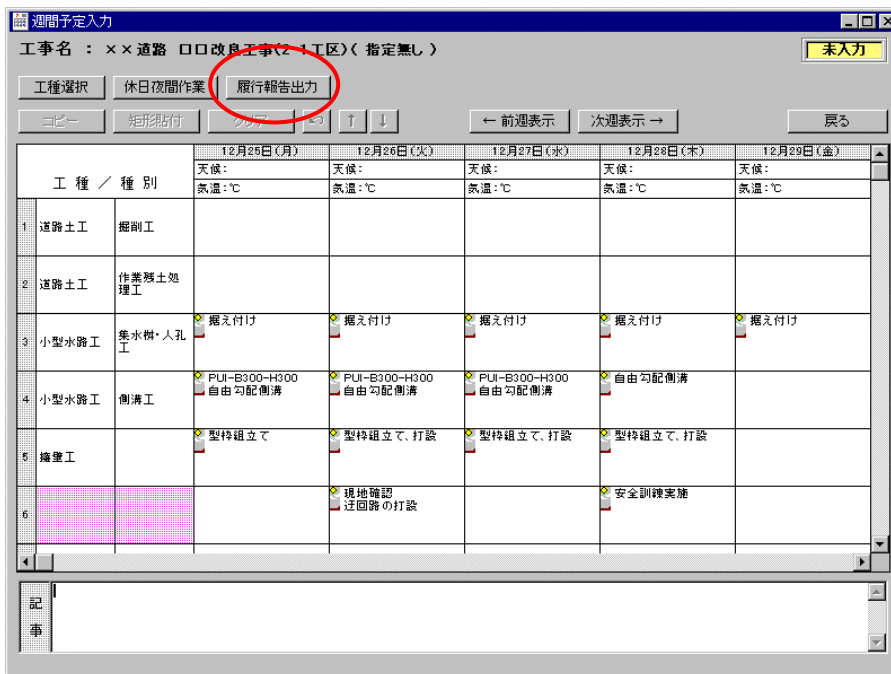 週間予定入力
工事名 : ××道路 口口改良工事(2-1工区)( 指定無し )
未入力
工種選択 休日夜間作業 履行報告出力
コピー 矩形貼付 クリア ↑ ↓ ← 前週表示 次週表示 → 戻る
工 種 / 種 別
12月25日(月) 12月26日(火) 12月27日(水) 12月28日(木) 12月29日(金)
天候: 天候: 天候: 天候: 天候:
気温:℃ 気温:℃ 気温:℃ 気温:℃ 気温:℃
1 道路土工 掘削工
2 道路土工 作業残土処
理工
3 小型水路工 集水桝・人孔
工
据え付け 据え付け 据え付け 据え付け 据え付け
4 小型水路工 側溝工
PUI-B300-H300 PUI-B300-H300 PUI-B300-H300 自由勾配側溝
自由勾配側溝 自由勾配側溝 自由勾配側溝
5 擁壁工
型枠組立て 型枠組立て、打設 型枠組立て、打設 型枠組立て、打設
6
現地確認 安全訓練実施
迂回路の打設
記
事